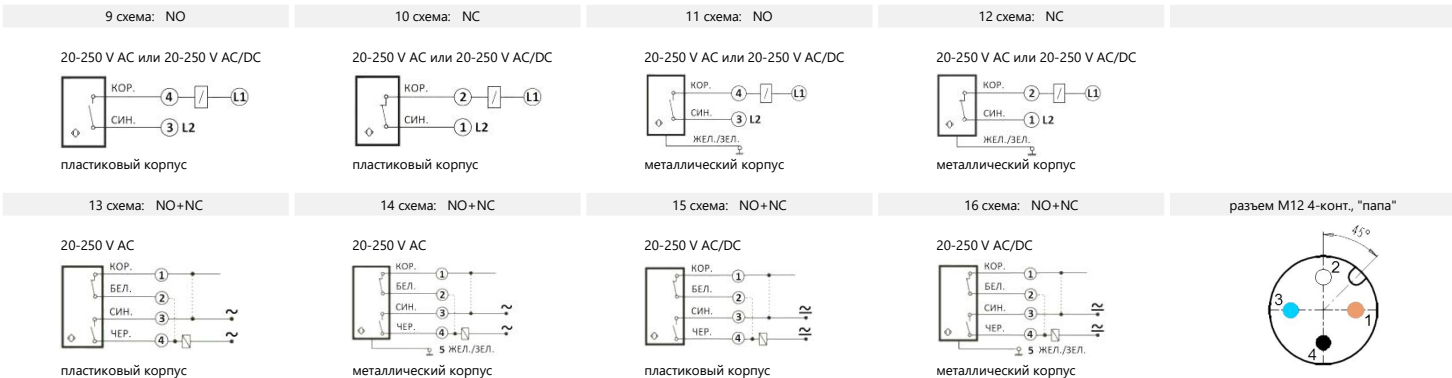 9 схема: NO
10 схема: NC
11 схема: NO
12 схема: NC
20-250 V AC или 20-250 V AC/DC
КОР.
4
L1
СИН.
3 L2
пластиковый корпус
20-250 V AC или 20-250 V AC/DC
КОР.
2
L1
СИН.
1 L2
пластиковый корпус
20-250 V AC или 20-250 V AC/DC
КОР.
4
L1
СИН.
3 L2
ЖЕЛ./ЗЕЛ.
металлический корпус
20-250 V AC или 20-250 V AC/DC
КОР.
2
L1
СИН.
1 L2
ЖЕЛ./ЗЕЛ.
металлический корпус
13 схема: NO+NC
14 схема: NO+NC
15 схема: NO+NC
16 схема: NO+NC
разъем M12 4-конт., "папа"
20-250 V AC
КОР.
1
БЕЛ.
2
СИН.
3 ~
ЧЕР.
4 ~
пластиковый корпус
20-250 V AC
КОР.
1
БЕЛ.
2
СИН.
3 ~
ЧЕР.
4 ~
5 ЖЕЛ./ЗЕЛ.
металлический корпус
20-250 V AC/DC
КОР.
1
БЕЛ.
2
СИН.
3 ≂
ЧЕР.
4 ≂
пластиковый корпус
20-250 V AC/DC
КОР.
1
БЕЛ.
2
СИН.
3 ≂
ЧЕР.
4 ≂
5 ЖЕЛ./ЗЕЛ.
металлический корпус
45°
2
3
1
4